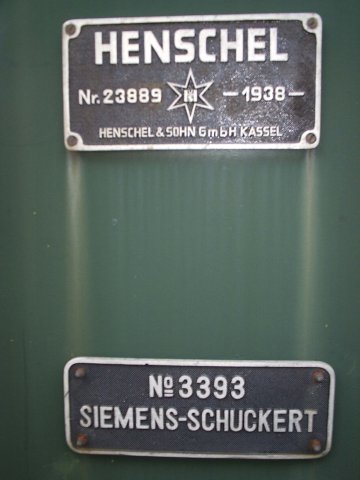 HENSCHEL
Nr. 23889 H —1938—
HENSCHEL & SOHN GmbH KASSEL
No 3393
SIEMENS-SCHUCKERT